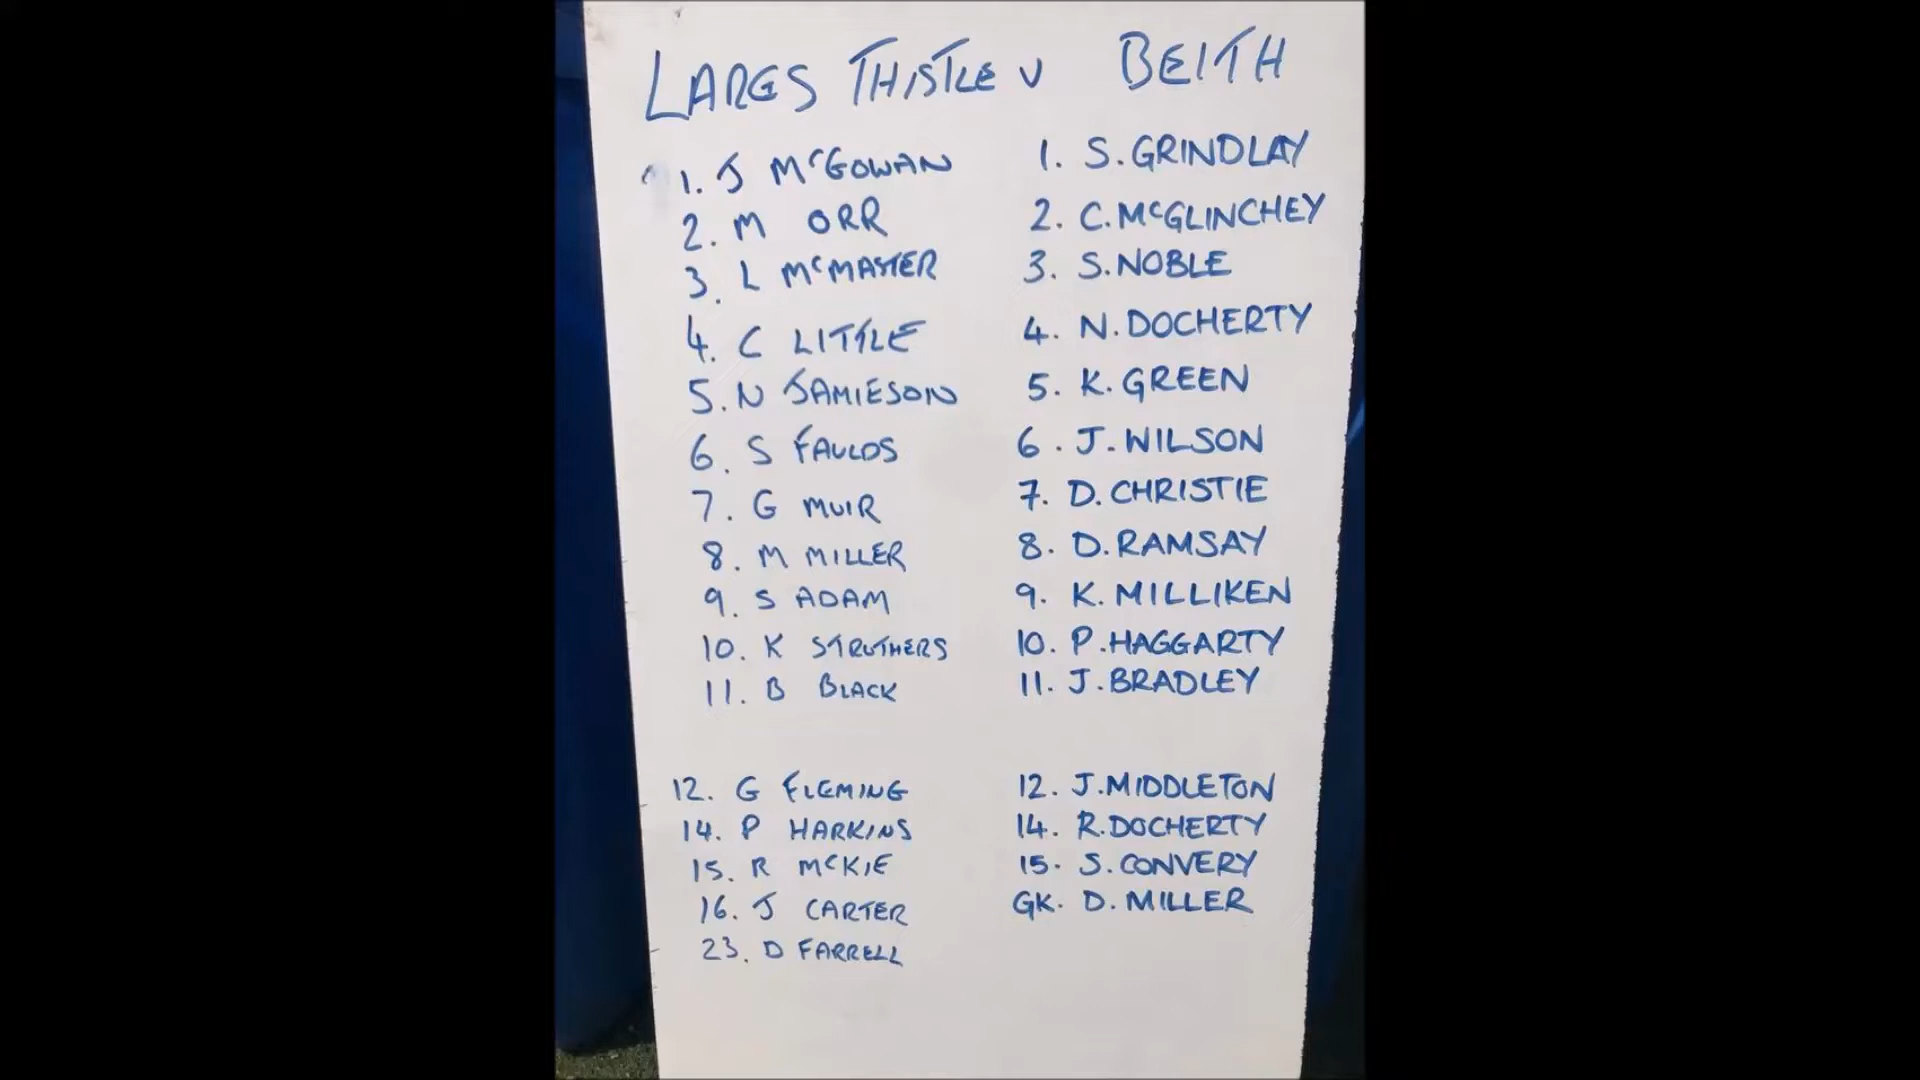 LARGS THISTLE V BEITH
1. J McGOWAN
2. M ORR
3. L McMASTER
4. C LITTLE
5. N JAMIESON
6. S FAULDS
7. G MUIR
8. M MILLER
9. S ADAM
10. K STRUTHERS
11. B BLACK
12. G FLEMING
14. P HARKINS
15. R McKIE
16. J CARTER
23. D FARRELL
1. S. GRINDLAY
2. C. McGLINCHEY
3. S. NOBLE
4. N. DOCHERTY
5. K. GREEN
6. J. WILSON
7. D. CHRISTIE
8. D. RAMSAY
9. K. MILLIKEN
10. P. HAGGARTY
11. J. BRADLEY
12. J. MIDDLETON
14. R. DOCHERTY
15. S. CONVERY
GK. D. MILLER